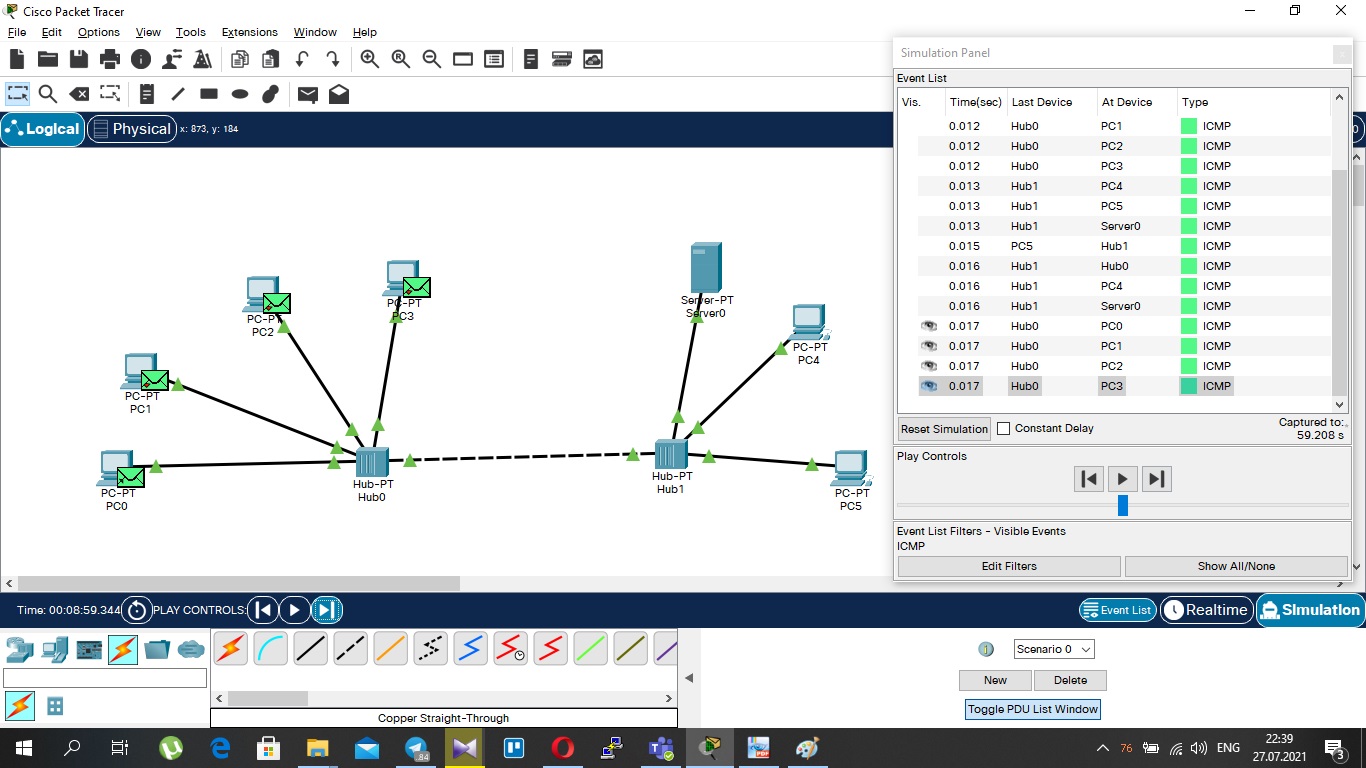 Cisco Packet Tracer
File Edit Options View Tools Extensions Window Help
Logical Physical x: 873, y: 184
Simulation Panel
Event List
Vis. Time(sec) Last Device At Device Type
0.012 Hub0 PC1 ICMP
0.012 Hub0 PC2 ICMP
0.012 Hub0 PC3 ICMP
0.013 Hub1 PC4 ICMP
0.013 Hub1 PC5 ICMP
0.013 Hub1 Server0 ICMP
0.015 PC5 Hub1 ICMP
0.016 Hub1 Hub0 ICMP
0.016 Hub1 PC4 ICMP
0.016 Hub1 Server0 ICMP
0.017 Hub0 PC0 ICMP
0.017 Hub0 PC1 ICMP
0.017 Hub0 PC2 ICMP
0.017 Hub0 PC3 ICMP
Reset Simulation Constant Delay Captured to:
59.208 s
Play Controls
Event List Filters - Visible Events
ICMP
Edit Filters Show All/None
PC-PT
PC3
PC-PT
PC2
Server-PT
Server0
PC-PT
PC4
PC-PT
PC1
PC-PT
PC0
Hub-PT
Hub0
Hub-PT
Hub1
PC-PT
PC5
Time: 00:08:59.344 PLAY CONTROLS: Event List Realtime Simulation
Scenario 0
New Delete
Toggle PDU List Window
Copper Straight-Through
84 76 ENG 22:39
27.07.2021 3